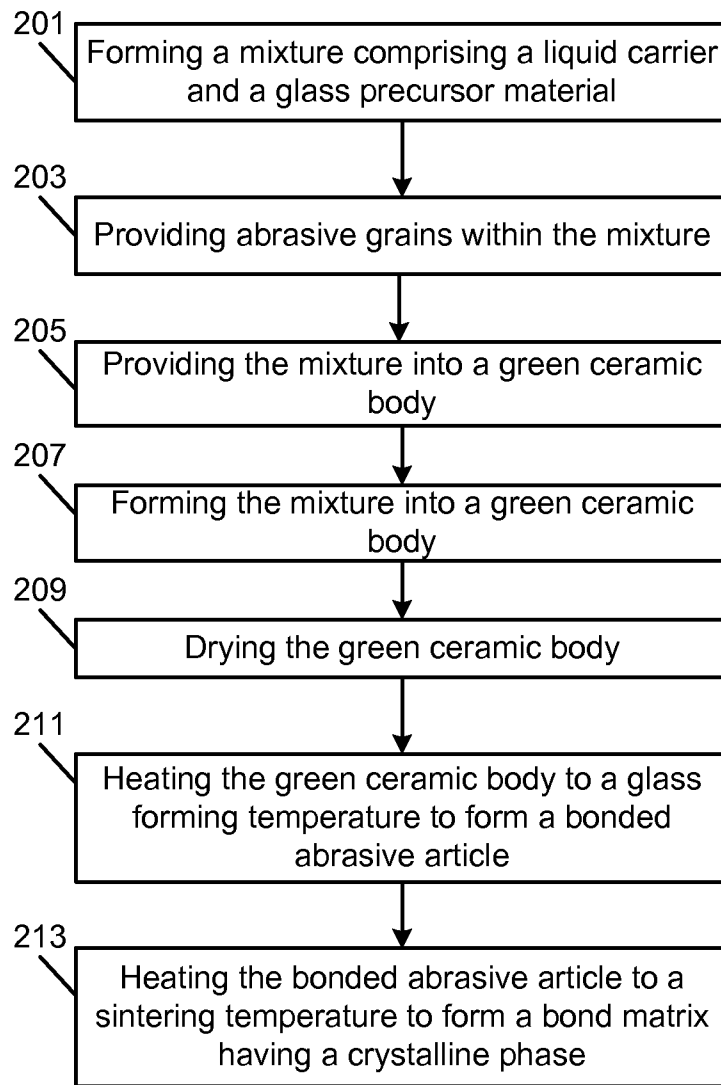 201
Forming a mixture comprising a liquid carrier
and a glass precursor material
203
Providing abrasive grains within the mixture
205
Providing the mixture into a green ceramic
body
207
Forming the mixture into a green ceramic
body
209
Drying the green ceramic body
211
Heating the green ceramic body to a glass
forming temperature to form a bonded
abrasive article
213
Heating the bonded abrasive article to a
sintering temperature to form a bond matrix
having a crystalline phase